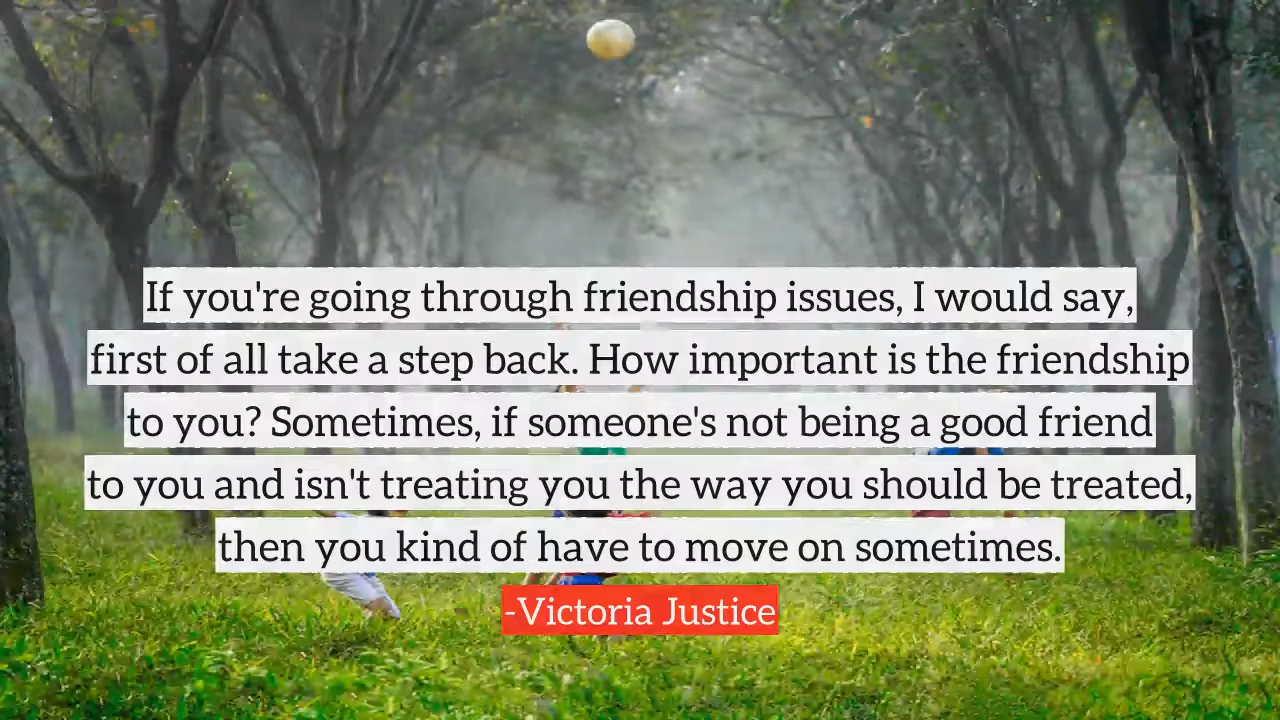 If you're going through friendship issues, I would say,
first of all take a step back. How important is the friendship
to you? Sometimes, if someone's not being a good friend
to you and isn't treating you the way you should be treated,
then you kind of have to move on sometimes.
-Victoria Justice